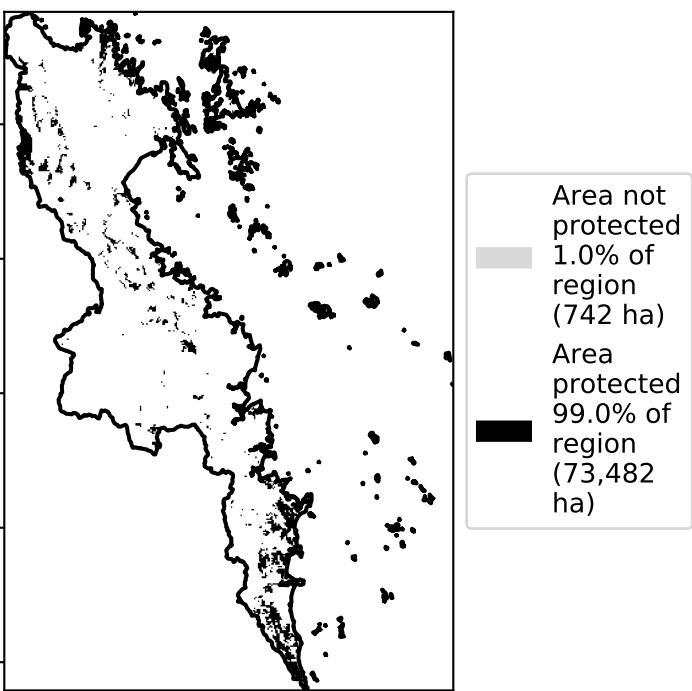 Area not
protected
1.0% of
region
(742 ha)
Area
protected
99.0% of
region
(73,482
ha)